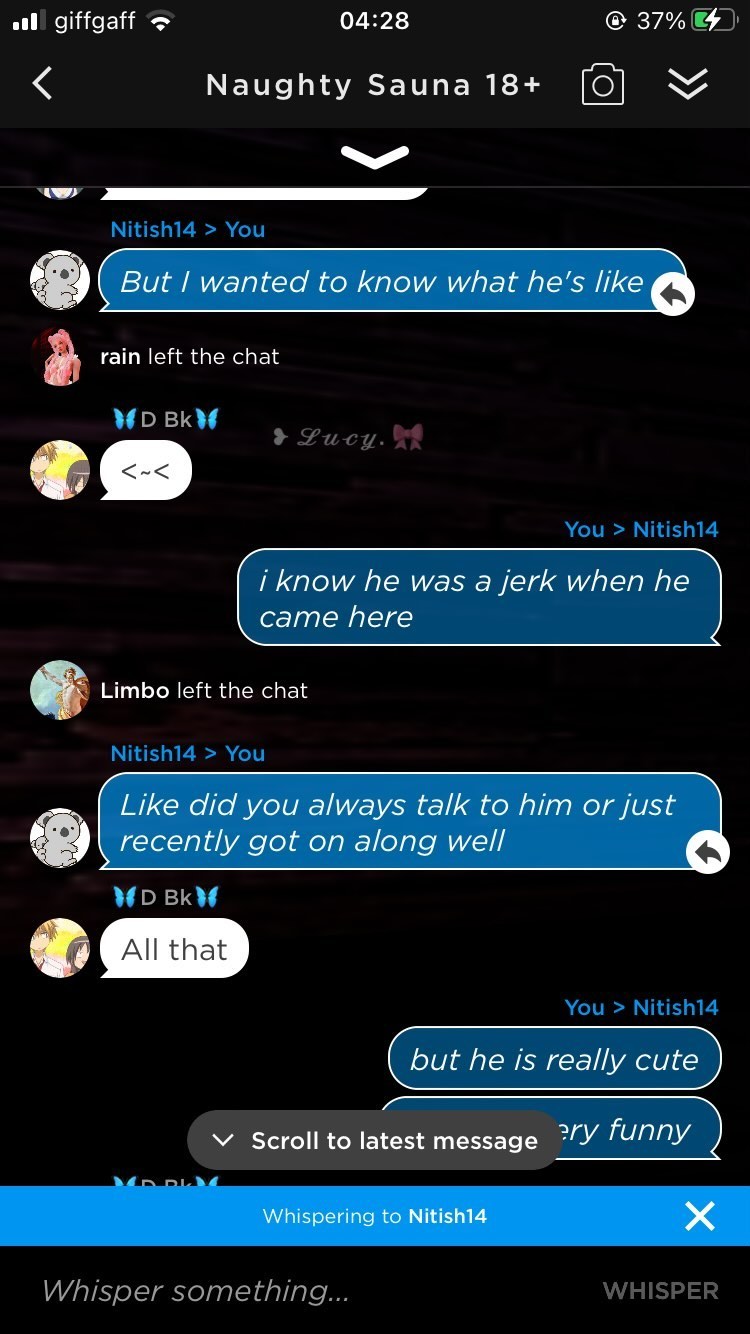 giffgaff
04:28
37%
Naughty Sauna 18+
Nitish14 > You
But I wanted to know what he's like
rain left the chat
🦋D Bk🦋
❥ 𝓛𝓾𝓬𝔂.🎀
<~<
You > Nitish14
i know he was a jerk when he
came here
Limbo left the chat
Nitish14 > You
Like did you always talk to him or just
recently got on along well
🦋D Bk🦋
All that
You > Nitish14
but he is really cute
funny
Scroll to latest message
🦋D Bk🦋
Whispering to Nitish14
Whisper something...
WHISPER